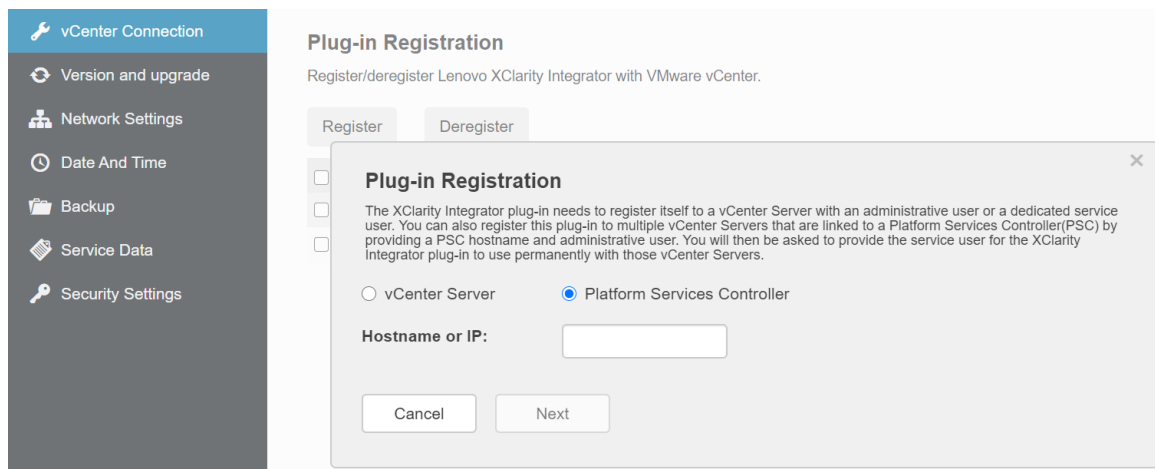 vCenter Connection
Version and upgrade
Network Settings
Date And Time
Backup
Service Data
Security Settings
Plug-in Registration
Register/deregister Lenovo XClarity Integrator with VMware vCenter.
Register Deregister
Plug-in Registration
The XClarity Integrator plug-in needs to register itself to a vCenter Server with an administrative user or a dedicated service
user. You can also register this plug-in to multiple vCenter Servers that are linked to a Platform Services Controller(PSC) by
providing a PSC hostname and administrative user. You will then be asked to provide the service user for the XClarity
Integrator plug-in to use permanently with those vCenter Servers.
vCenter Server Platform Services Controller
Hostname or IP:
Cancel Next